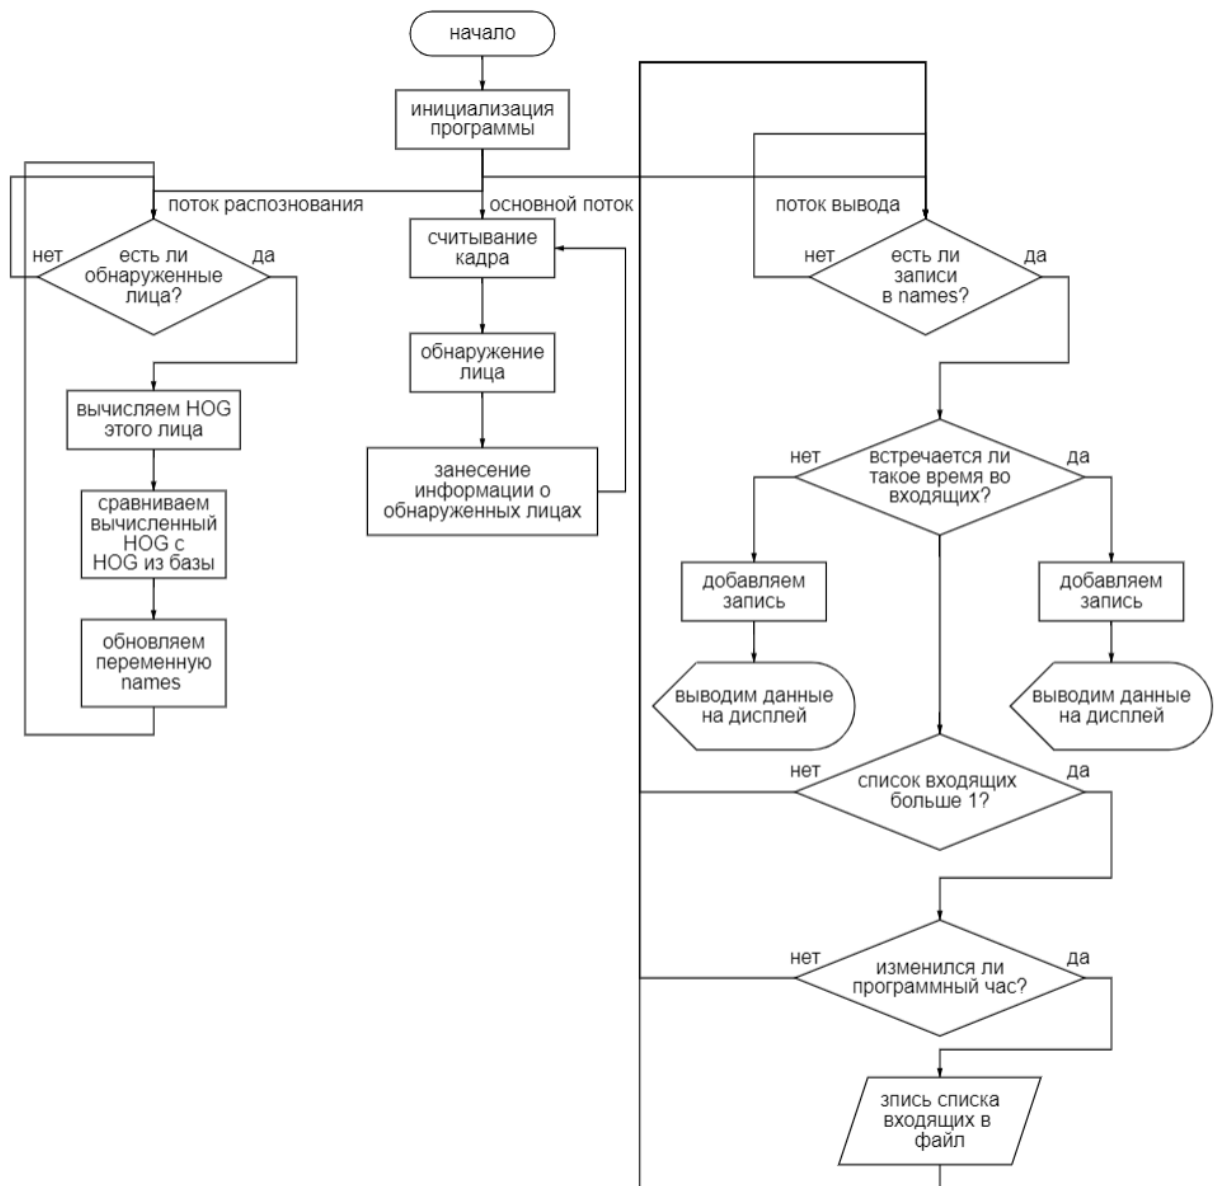 начало
инициализация
программы
поток распознования
основной поток
поток вывода
нет
есть ли
обнаруженные
лица?
да
считывание
кадра
нет
есть ли
записи
в names?
да
обнаружение
лица
вычисляем HOG
этого лица
занесение
информации о
обнаруженных лицах
нет
встречается ли
такое время во
входящих?
да
сравниваем
вычисленный
HOG с
HOG из базы
добавляем
запись
добавляем
запись
обновляем
переменную
names
выводим данные
на дисплей
выводим данные
на дисплей
нет
список входящих
больше 1?
да
нет
изменился ли
программный час?
да
зпись списка
входящих в
файл